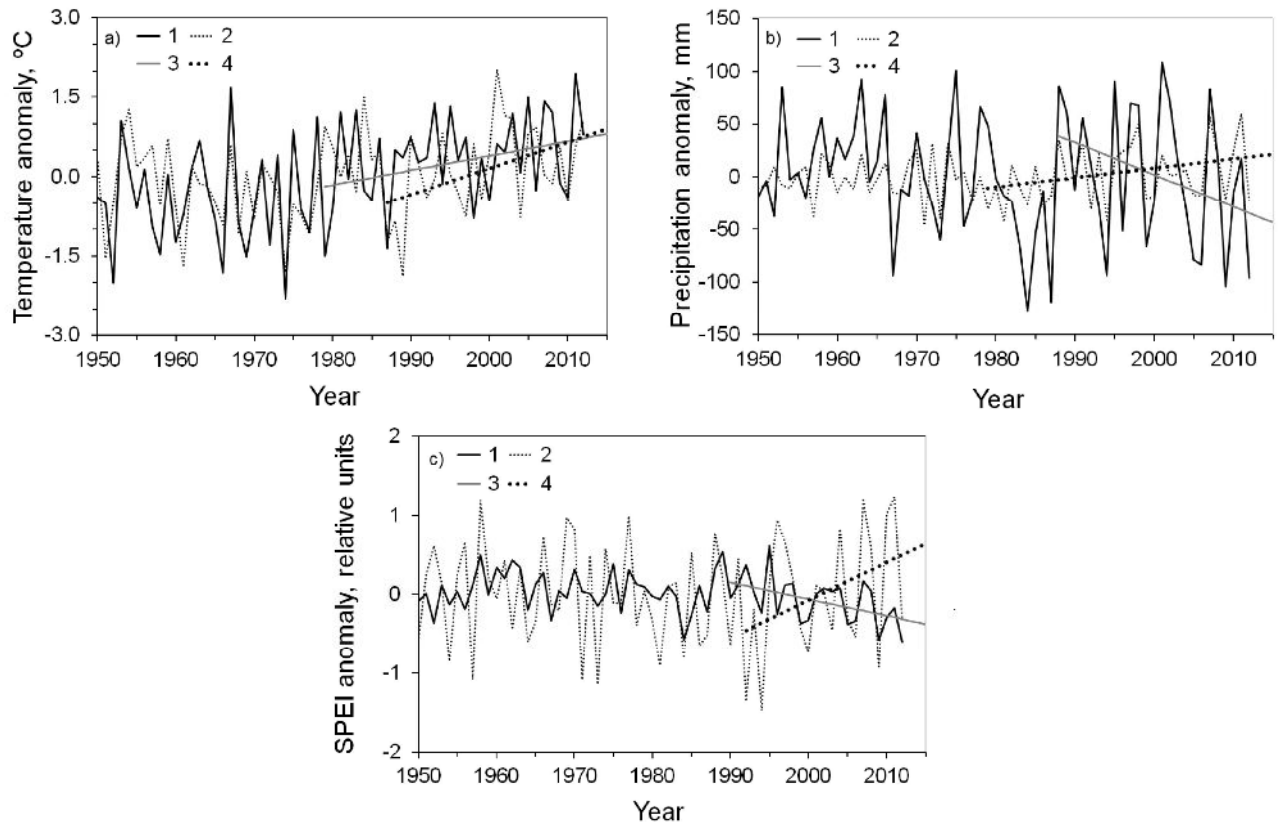 a)
1 2
3 4
Temperature anomaly, ºC
3.0
1.5
0.0
-1.5
-3.0
1950 1960 1970 1980 1990 2000 2010
Year
b)
1 2
3 4
Precipitation anomaly, mm
150
100
50
0
-50
-100
-150
1950 1960 1970 1980 1990 2000 2010
Year
c)
1 2
3 4
SPEI anomaly, relative units
2
1
0
-1
-2
1950 1960 1970 1980 1990 2000 2010
Year